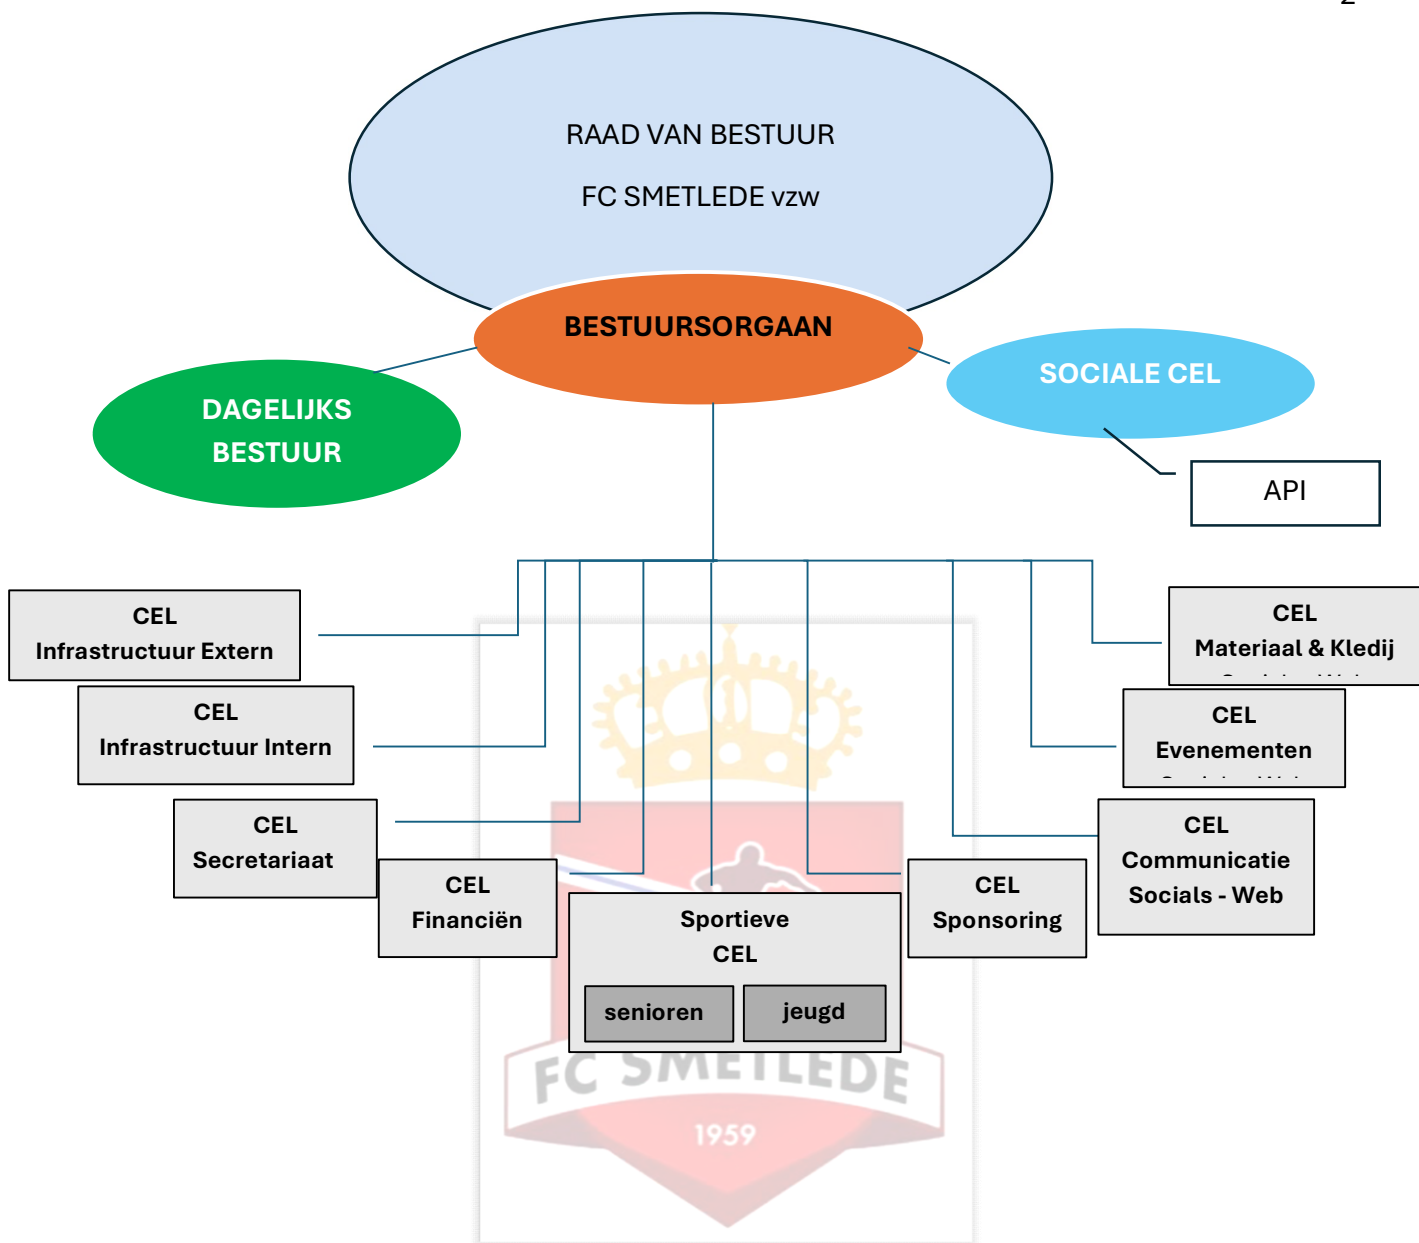 2
RAAD VAN BESTUUR
FC SMETLEDE vzw
BESTUURSORGAAN
SOCIALE CEL
DAGELIJKS
BESTUUR
API
CEL
Infrastructuur Extern
CEL
Materiaal & Kledij
CEL
Infrastructuur Intern
CEL
Evenementen
CEL
Secretariaat
CEL
Communicatie
Socials - Web
CEL
Financiën
Sportieve
CEL
senioren
jeugd
CEL
Sponsoring
FC SMETLEDE
1959